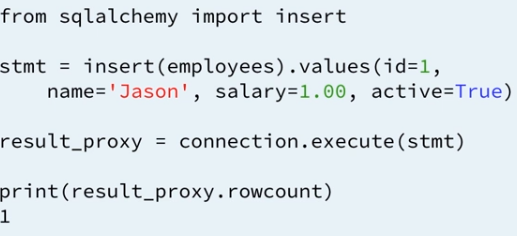 from sqlalchemy import insert
stmt = insert(employees).values(id=1,
    name='Jason', salary=1.00, active=True)
result_proxy = connection.execute(stmt)
print(result_proxy.rowcount)
1